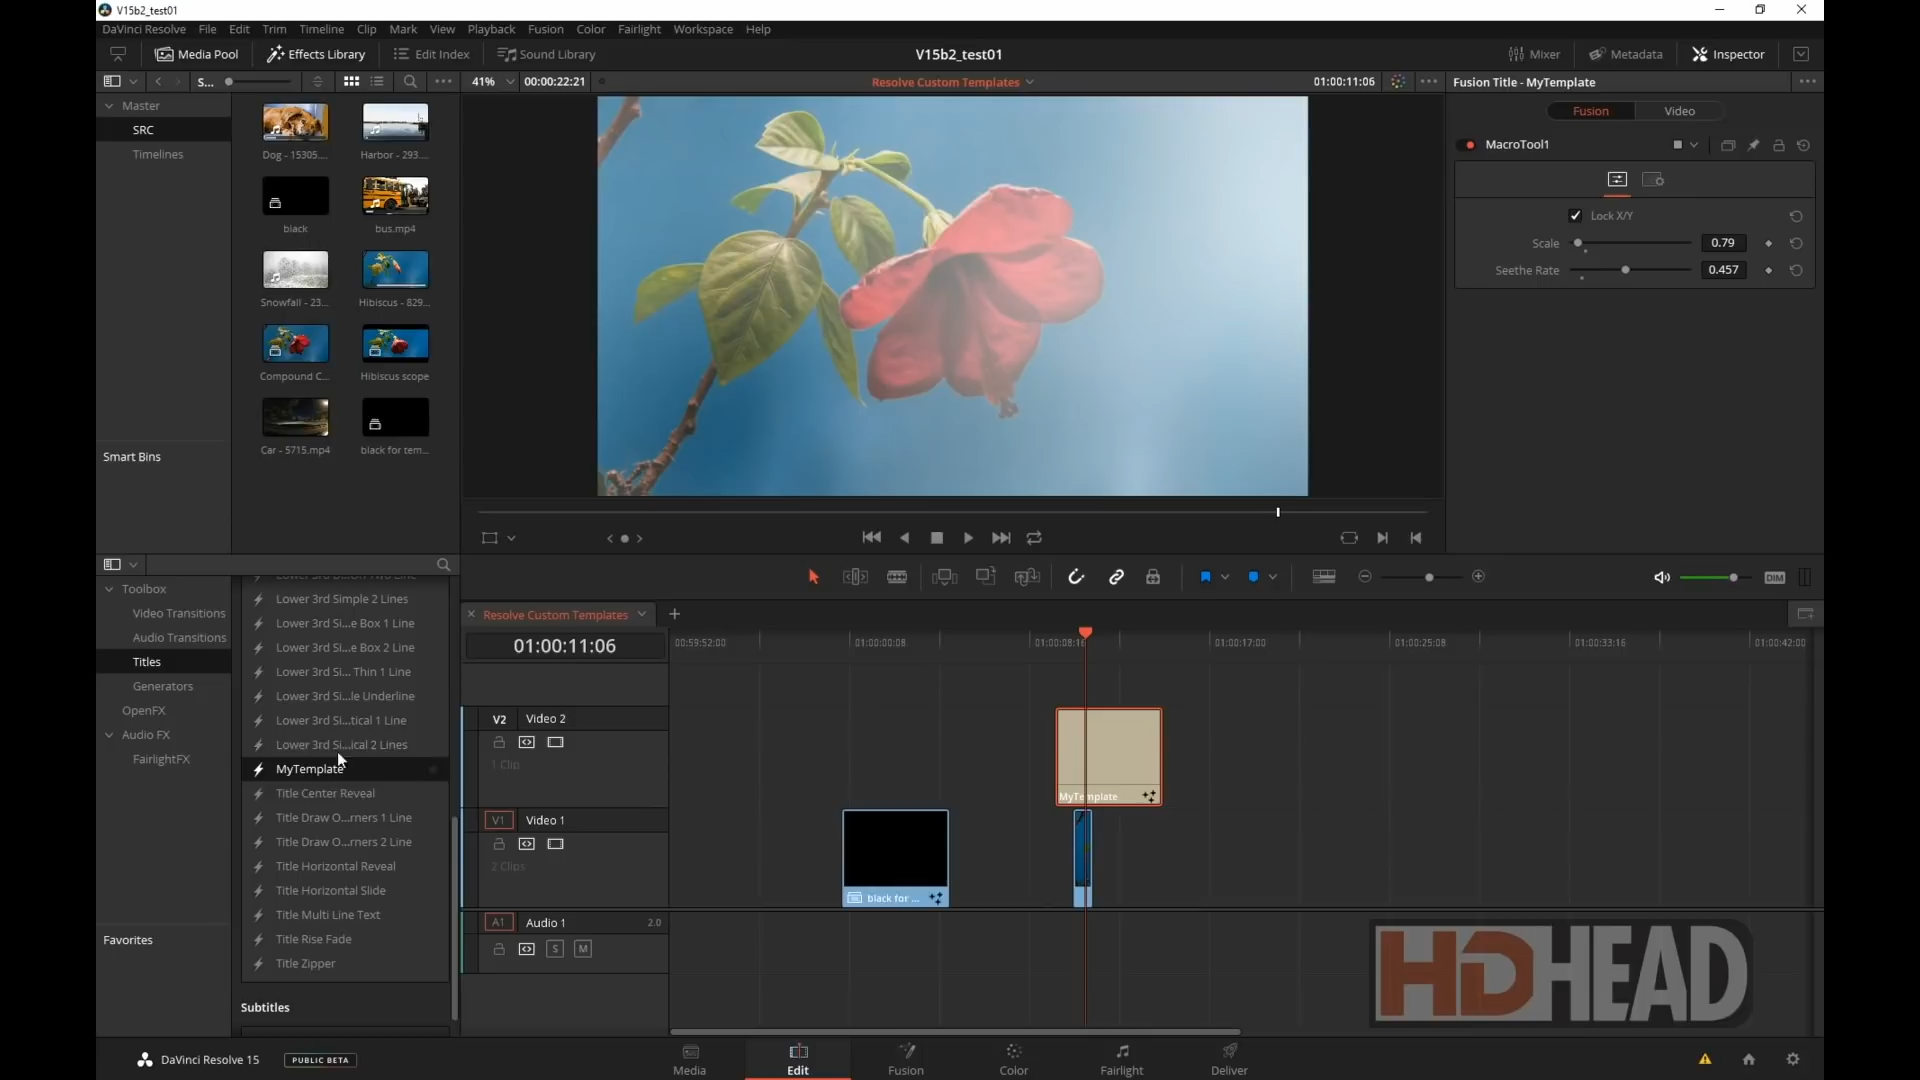 V15b2_test01
DaVinci Resolve File Edit Trim Timeline Clip Mark View Playback Fusion Color Fairlight Workspace Help
Media Pool Effects Library Edit Index Sound Library V15b2_test01 Mixer Metadata Inspector
S... 41% 00:00:22:21 Resolve Custom Templates 01:00:11:06 Fusion Title - MyTemplate
Master
SRC
Timelines
Smart Bins
Dog - 15305.... Harbor - 293....
black bus.mp4
Snowfall - 23... Hibiscus - 829...
Compound C... Hibiscus scope
Car - 5715.mp4 black for tem...
Fusion Video
MacroTool1
Lock X/Y
Scale 0.79
Seethe Rate 0.457
DIM
Toolbox
Video Transitions
Audio Transitions
Titles
Generators
OpenFX
Audio FX
FairlightFX
Favorites
Lower 3rd Simple 2 Lines
Lower 3rd Si...e Box 1 Line
Lower 3rd Si...e Box 2 Line
Lower 3rd Si... Thin 1 Line
Lower 3rd Si...le Underline
Lower 3rd Si...tical 1 Line
Lower 3rd Si...ical 2 Lines
MyTemplate
Title Center Reveal
Title Draw O...rners 1 Line
Title Draw O...rners 2 Line
Title Horizontal Reveal
Title Horizontal Slide
Title Multi Line Text
Title Rise Fade
Title Zipper
Subtitles
Resolve Custom Templates
01:00:11:06 00:59:52:00 01:00:00:08 01:00:08:16 01:00:17:00 01:00:25:08 01:00:33:16 01:00:42:00
V2 Video 2
1 Clip
MyTemplate
V1 Video 1
2 Clips
black for ...
A1 Audio 1 2.0
S M
HDHEAD
DaVinci Resolve 15 PUBLIC BETA
Media Edit Fusion Color Fairlight Deliver